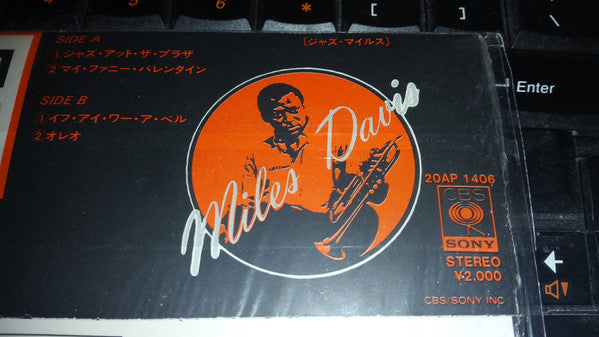 SIDE A
① ジャズ・アット・ザ・プラザ
② マイ・ファニー・バレンタイン
SIDE B
① イフ・アイ・ワー・ア・ベル
② オレオ
〔ジャズ・マイルス〕
Miles Davis
20AP 1406
CBS
SONY
STEREO
¥2,000
CBS/SONY INC
Enter
5
6